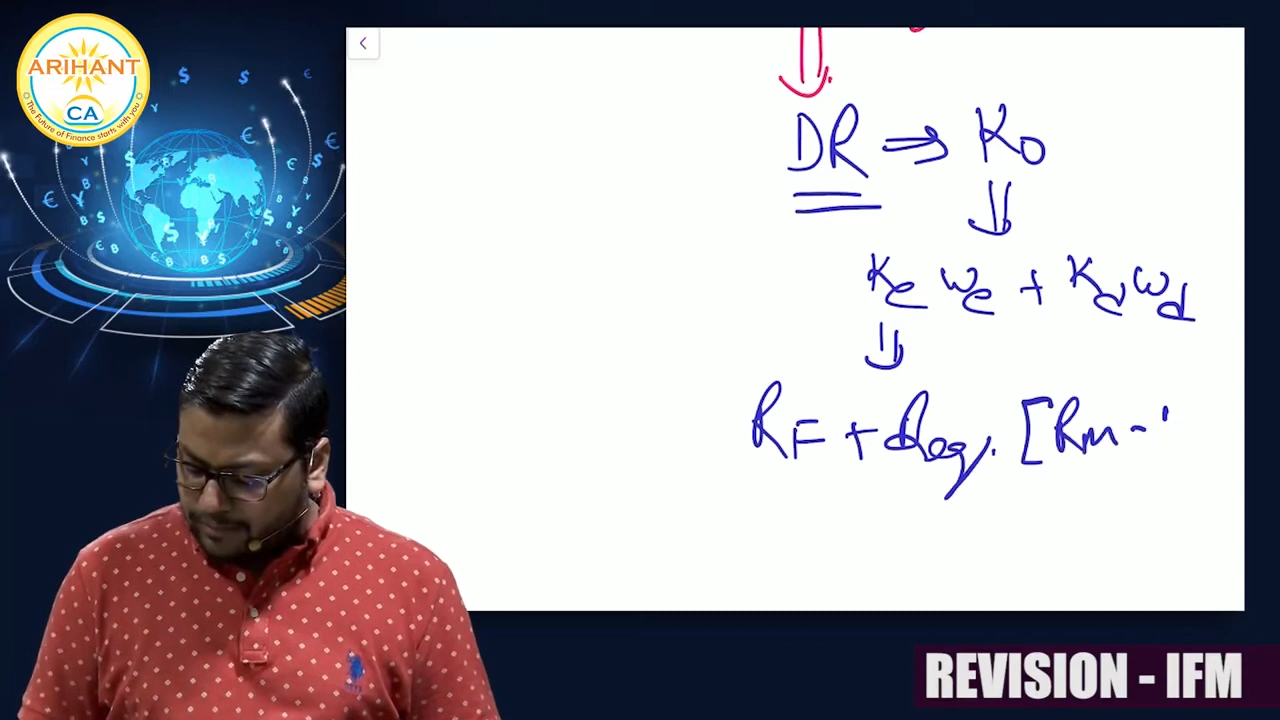 ARIHANT
CA
The Future of Finance starts with you
DR ⇒ Ko
Ke We + Kd Wd
RF + βeq. [Rm -
REVISION - IFM